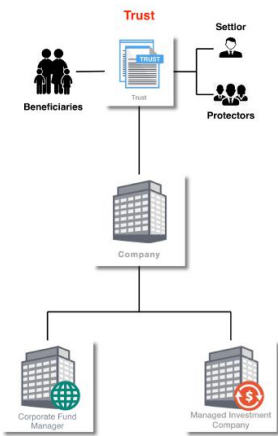 Trust
Settlor
TRUST
Beneficiaries
Trust
Protectors
Company
Corporate Fund
Manager
Managed Investment
Company